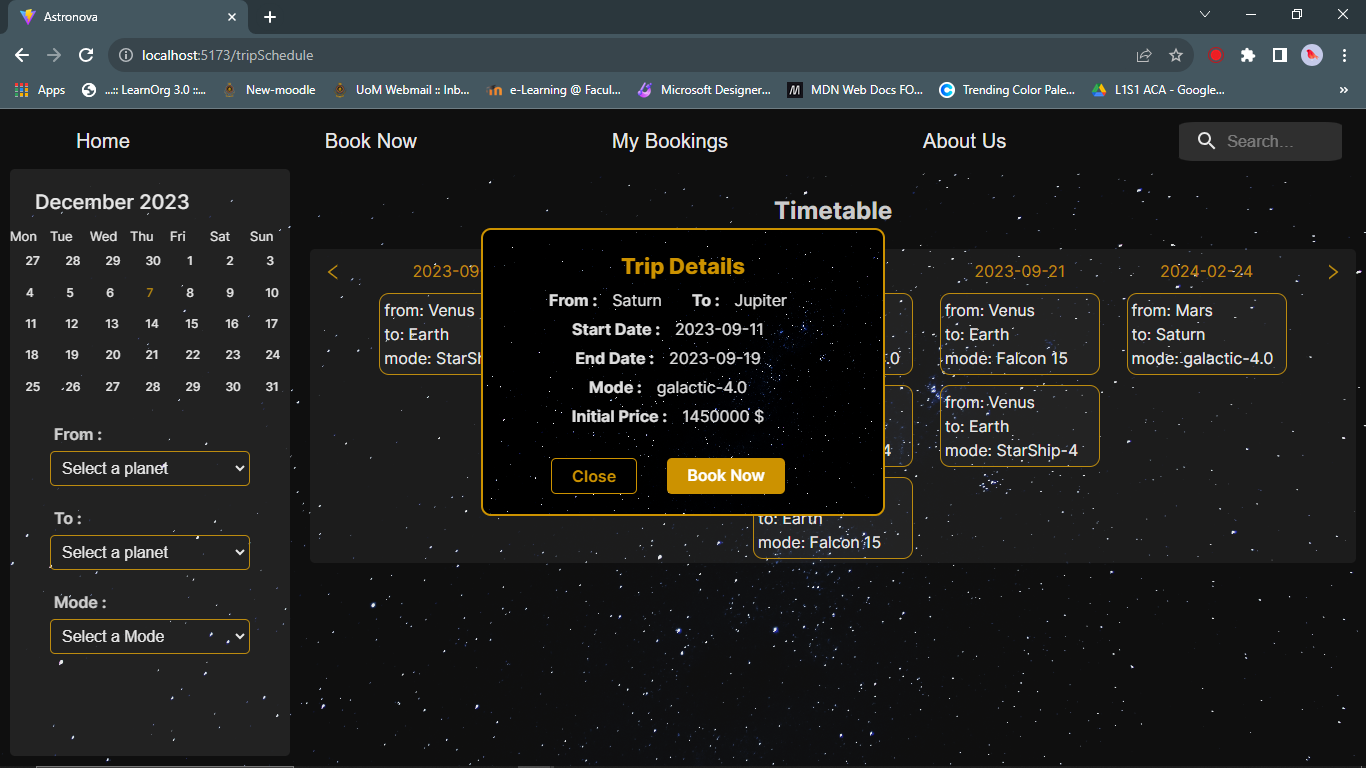 Astronova
localhost:5173/tripSchedule
Apps
...:: LearnOrg 3.0 ::...
New-moodle
UoM Webmail :: Inb...
e-Learning @ Facul...
Microsoft Designer...
MDN Web Docs FO...
Trending Color Pale...
L1S1 ACA - Google...
Home
Book Now
My Bookings
About Us
Search...
December 2023
Mon Tue Wed Thu Fri Sat Sun
27 28 29 30 1 2 3
4 5 6 7 8 9 10
11 12 13 14 15 16 17
18 19 20 21 22 23 24
25 26 27 28 29 30 31
From :
Select a planet
To :
Select a planet
Mode :
Select a Mode
Timetable
2023-09-
from: Venus
to: Earth
mode: StarSh
Trip Details
From : Saturn To : Jupiter
Start Date : 2023-09-11
End Date : 2023-09-19
Mode : galactic-4.0
Initial Price : 1450000 $
Close
Book Now
.0
4
to: Earth
mode: Falcon 15
2023-09-21
from: Venus
to: Earth
mode: Falcon 15
from: Venus
to: Earth
mode: StarShip-4
2024-02-24
from: Mars
to: Saturn
mode: galactic-4.0